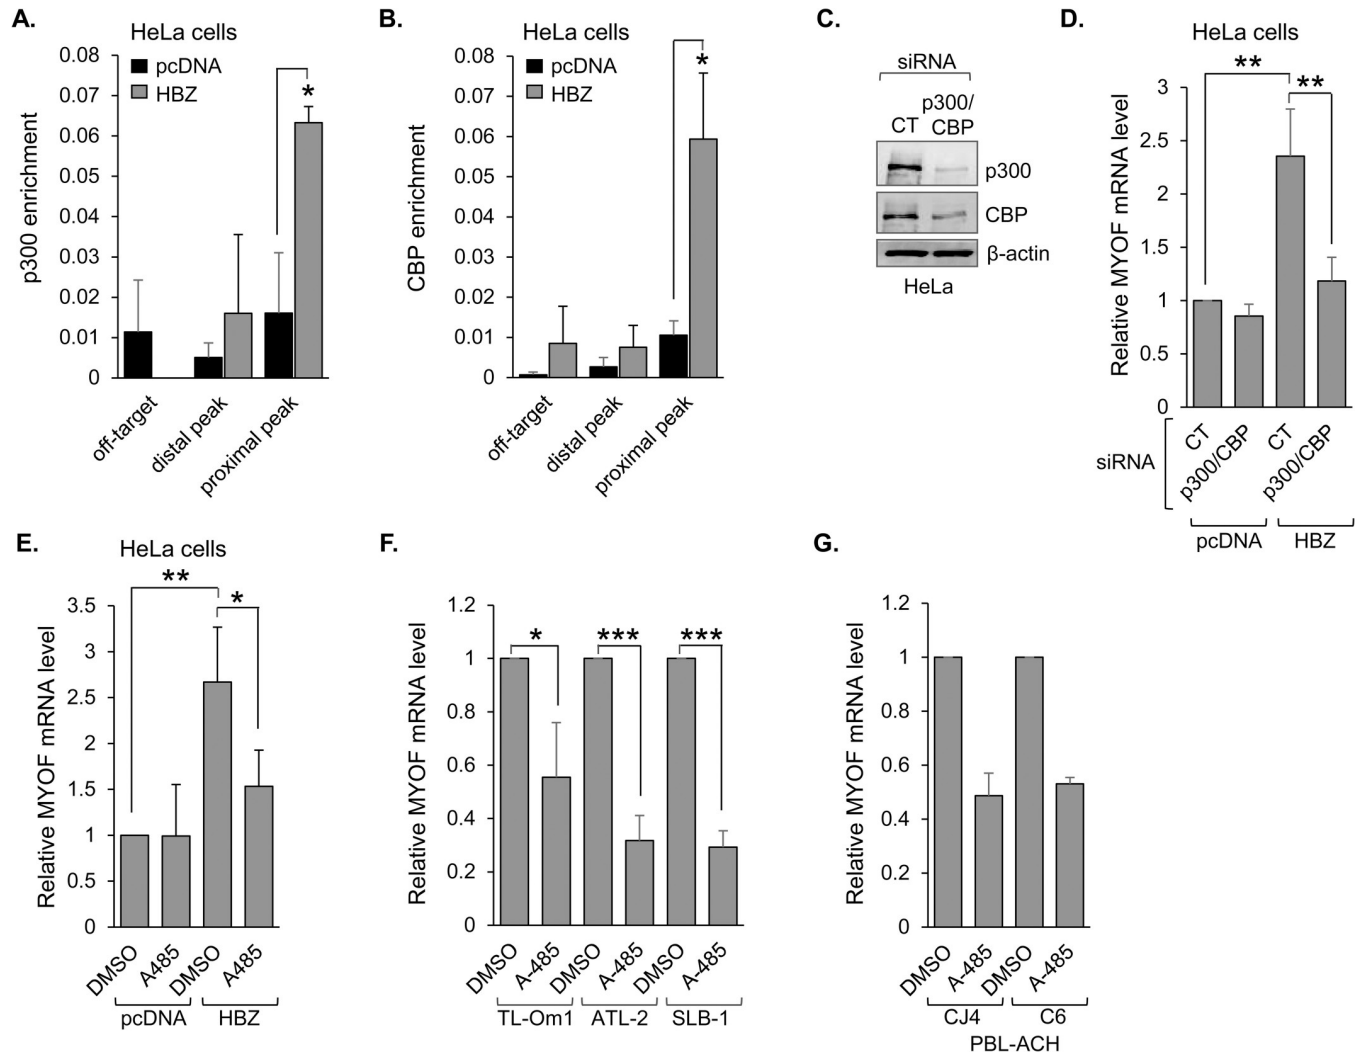 A.
HeLa cells
pcDNA
HBZ
0.08
0.07
0.06
0.05
0.04
0.03
0.02
0.01
0
p300 enrichment
*
off-target
distal peak
proximal peak
B.
HeLa cells
pcDNA
HBZ
0.08
0.07
0.06
0.05
0.04
0.03
0.02
0.01
0
CBP enrichment
*
off-target
distal peak
proximal peak
C.
siRNA
CT
p300/
CBP
p300
CBP
β-actin
HeLa
D.
HeLa cells
**
**
3
2.5
2
1.5
1
0.5
0
Relative MYOF mRNA level
siRNA
CT
p300/CBP
CT
p300/CBP
pcDNA
HBZ
E.
HeLa cells
**
*
3.5
3
2.5
2
1.5
1
0.5
0
Relative MYOF mRNA level
DMSO
A485
DMSO
A485
pcDNA
HBZ
F.
1.2
1
0.8
0.6
0.4
0.2
0
Relative MYOF mRNA level
*
***
***
DMSO
A-485
DMSO
A-485
DMSO
A-485
TL-Om1
ATL-2
SLB-1
G.
1.2
1
0.8
0.6
0.4
0.2
0
Relative MYOF mRNA level
DMSO
A-485
DMSO
A-485
CJ4
C6
PBL-ACH